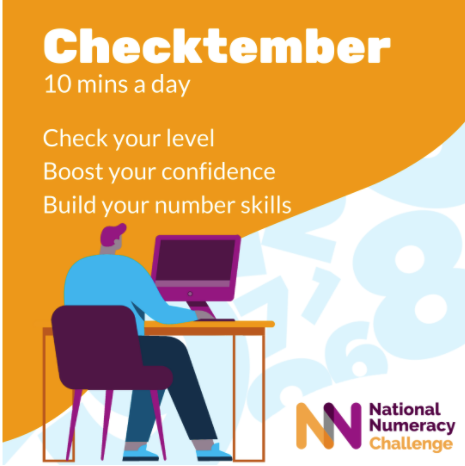 Checktember
10 mins a day
Check your level
Boost your confidence
Build your number skills
National
Numeracy
Challenge